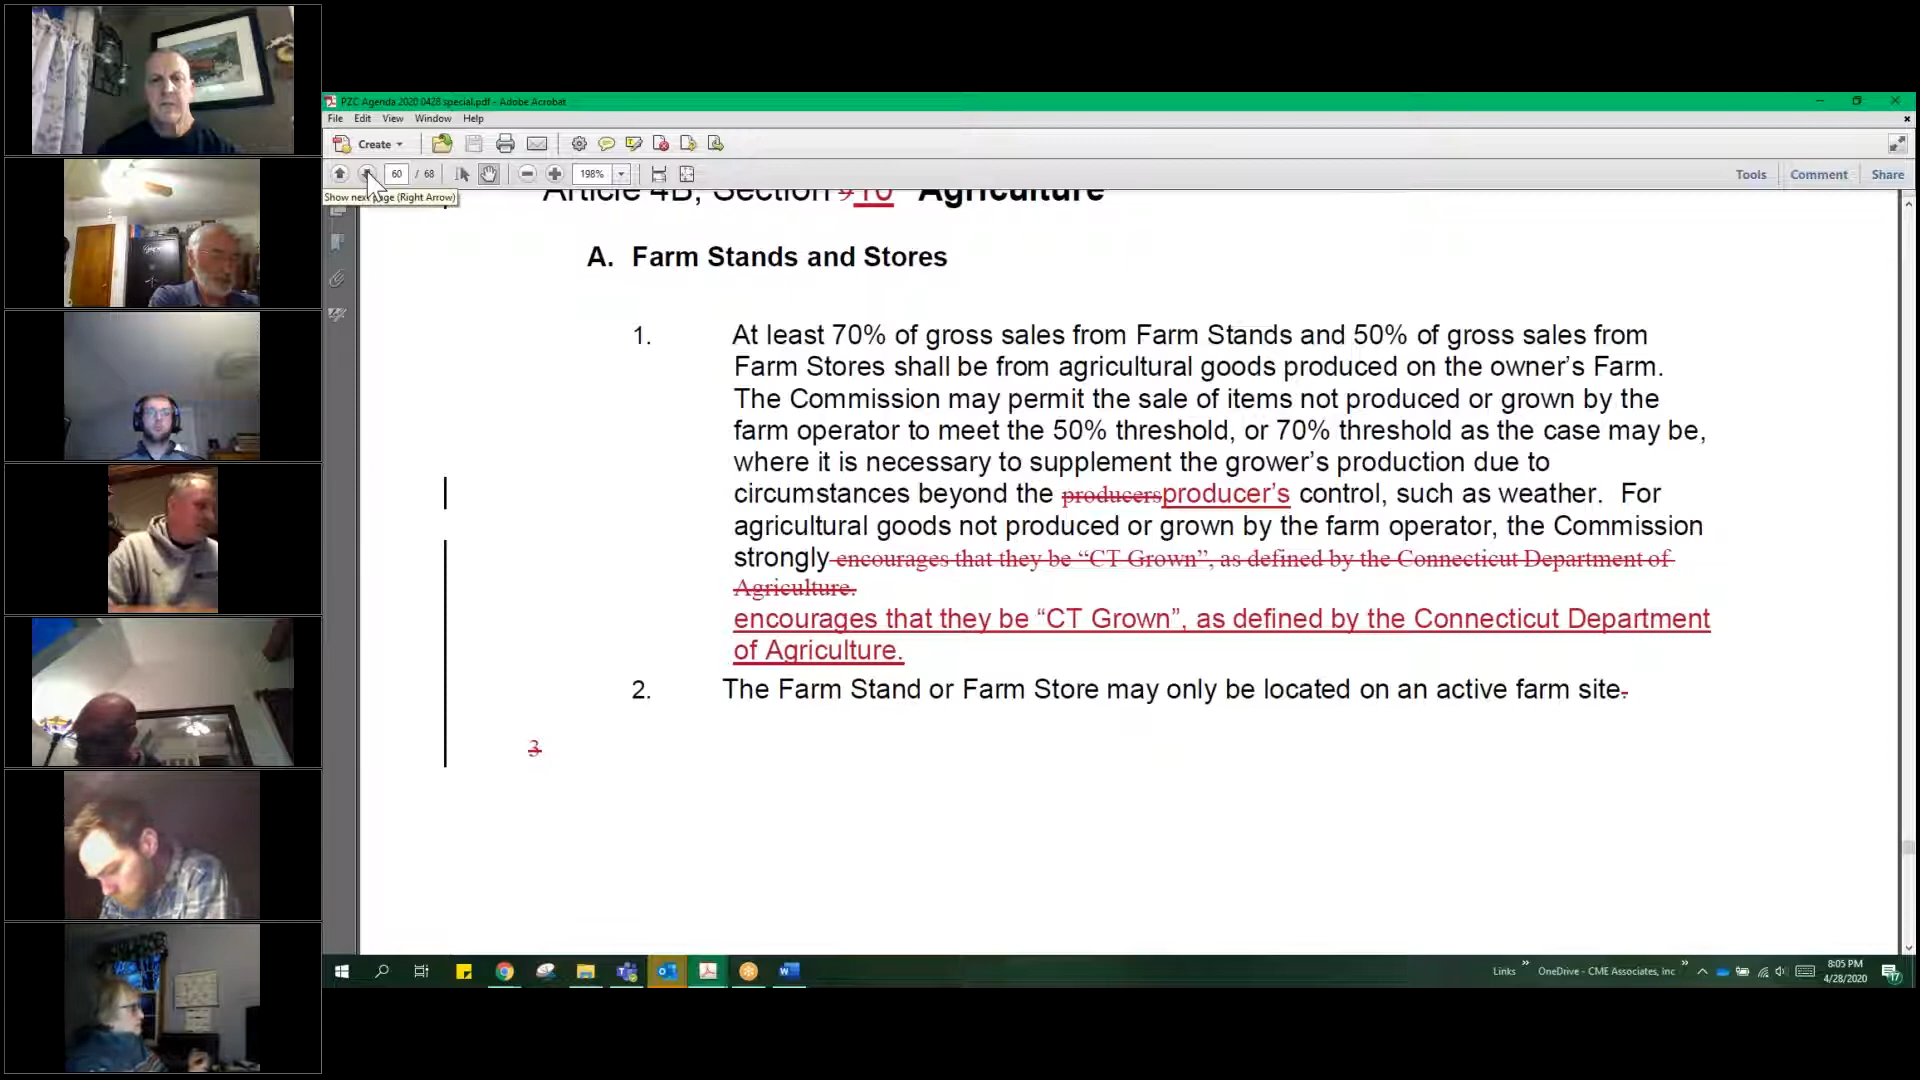 PZC Agenda 2020 0428 special.pdf - Adobe Acrobat
File Edit View Window Help
Create
60 / 68 198% Tools Comment Share
Show next page (Right Arrow)
Article 4B, Section 910 Agriculture
A. Farm Stands and Stores
1. At least 70% of gross sales from Farm Stands and 50% of gross sales from
Farm Stores shall be from agricultural goods produced on the owner’s Farm.
The Commission may permit the sale of items not produced or grown by the
farm operator to meet the 50% threshold, or 70% threshold as the case may be,
where it is necessary to supplement the grower’s production due to
circumstances beyond the producersproducer’s control, such as weather. For
agricultural goods not produced or grown by the farm operator, the Commission
strongly encourages that they be “CT Grown”, as defined by the Connecticut Department of
Agriculture.
encourages that they be “CT Grown”, as defined by the Connecticut Department
of Agriculture.
2. The Farm Stand or Farm Store may only be located on an active farm site.
3
Links » OneDrive - CME Associates, Inc »
8:05 PM
4/28/2020
17